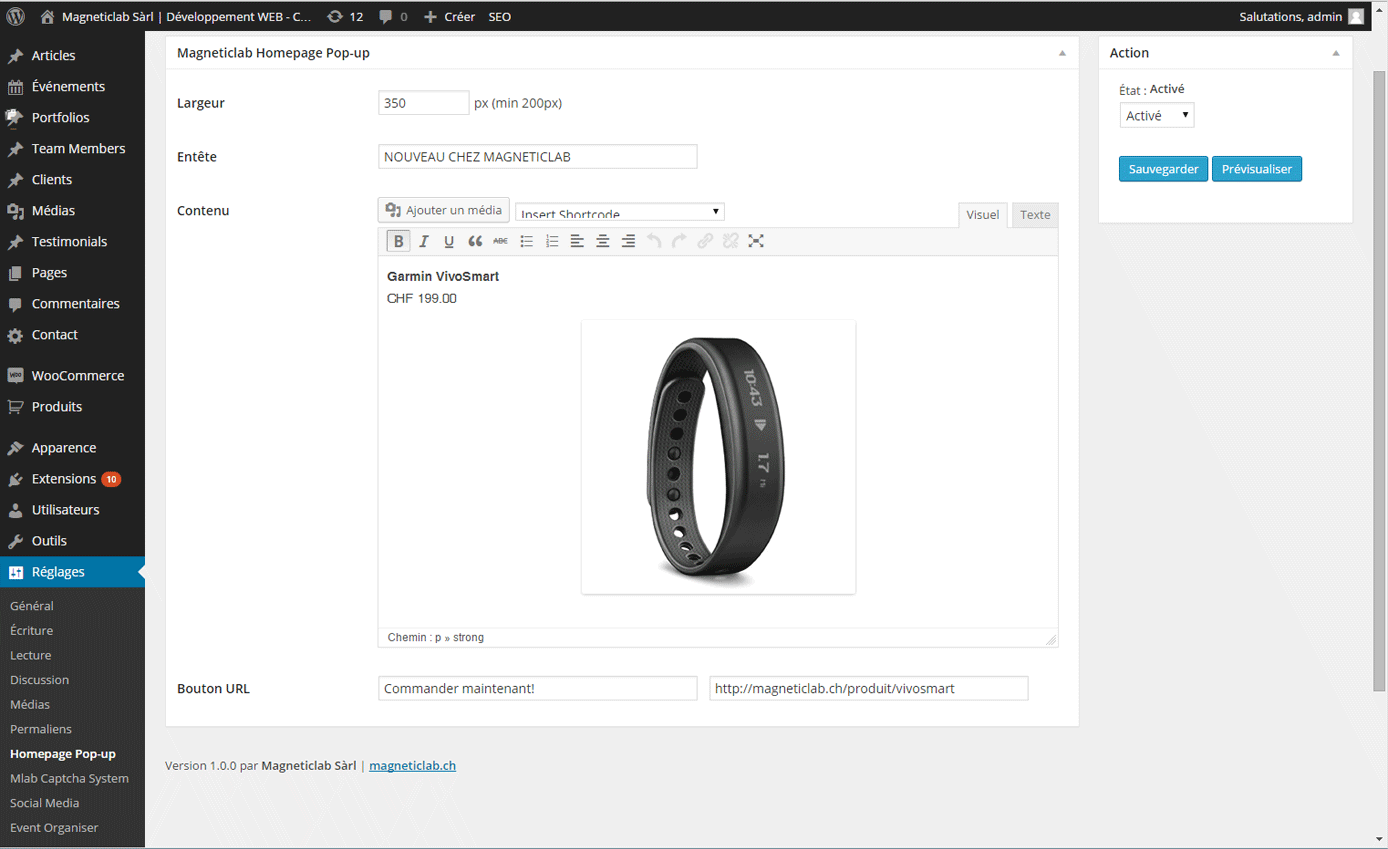 Magneticlab Sàrl | Développement WEB - C... 12 0 Créer SEO Salutations, admin
Articles
Événements
Portfolios
Team Members
Clients
Médias
Testimonials
Pages
Commentaires
Contact
WooCommerce
Produits
Apparence
Extensions 10
Utilisateurs
Outils
Réglages
Général
Écriture
Lecture
Discussion
Médias
Permaliens
Homepage Pop-up
Mlab Captcha System
Social Media
Event Organiser
Magneticlab Homepage Pop-up
Largeur 350 px (min 200px)
Entête NOUVEAU CHEZ MAGNETICLAB
Contenu Ajouter un média Insert Shortcode Visuel Texte
B I U ABC
Garmin VivoSmart
CHF 199.00
10:43
1.7
Chemin : p » strong
Bouton URL Commander maintenant! http://magneticlab.ch/produit/vivosmart
Version 1.0.0 par Magneticlab Sàrl | magneticlab.ch
Action
État : Activé
Activé
Sauvegarder Prévisualiser